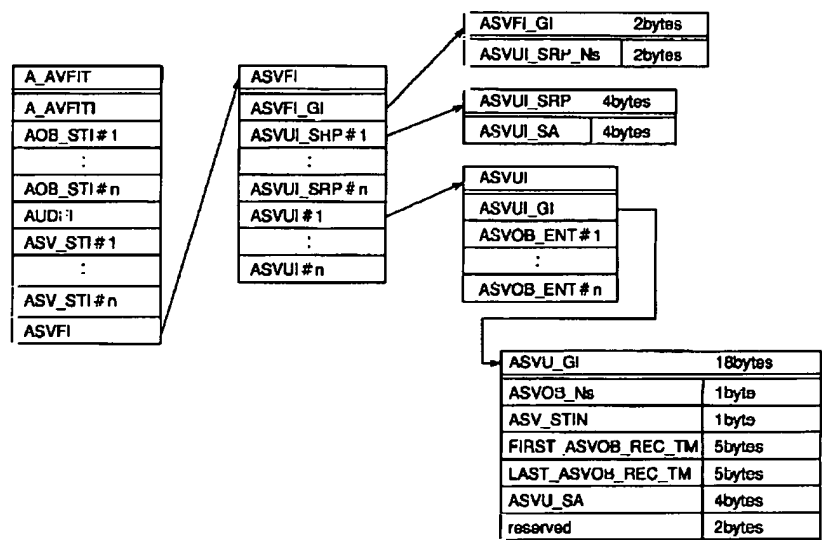 A_AVFIT
A_AVFITI
AOB_STI#1
:
AOB_STI#n
AUDFI
ASV_STI#1
:
ASV_STI#n
ASVFI
ASVFI
ASVFI_GI
ASVUI_SRP#1
:
ASVUI_SRP#n
ASVUI#1
:
ASVUI#n
ASVFI_GI 2bytes
ASVUI_SRP_Ns 2bytes
ASVUI_SRP 4bytes
ASVUI_SA 4bytes
ASVUI
ASVUI_GI
ASVOB_ENT#1
:
ASVOB_ENT#n
ASVU_GI 18bytes
ASVOB_Ns 1byte
ASV_STIN 1byte
FIRST_ASVOB_REC_TM 5bytes
LAST_ASVOB_REC_TM 5bytes
ASVU_SA 4bytes
reserved 2bytes